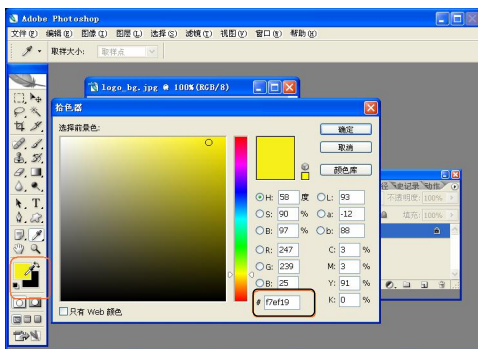 Adobe Photoshop
文件(F) 编辑(E) 图像(I) 图层(L) 选择(S) 滤镜(T) 视图(V) 窗口(W) 帮助(H)
取样大小: 取样点
logo_bg.jpg @ 100%(RGB/8)
拾色器
选择前景色:
确定
取消
颜色库
H: 58 度 L: 93
S: 90 % a: -12
B: 97 % b: 88
R: 247 C: 3 %
G: 239 M: 3 %
B: 25 Y: 91 %
# f7ef19 K: 0 %
只有 Web 颜色
径 历史记录 动作
不透明度: 100%
填充: 100%